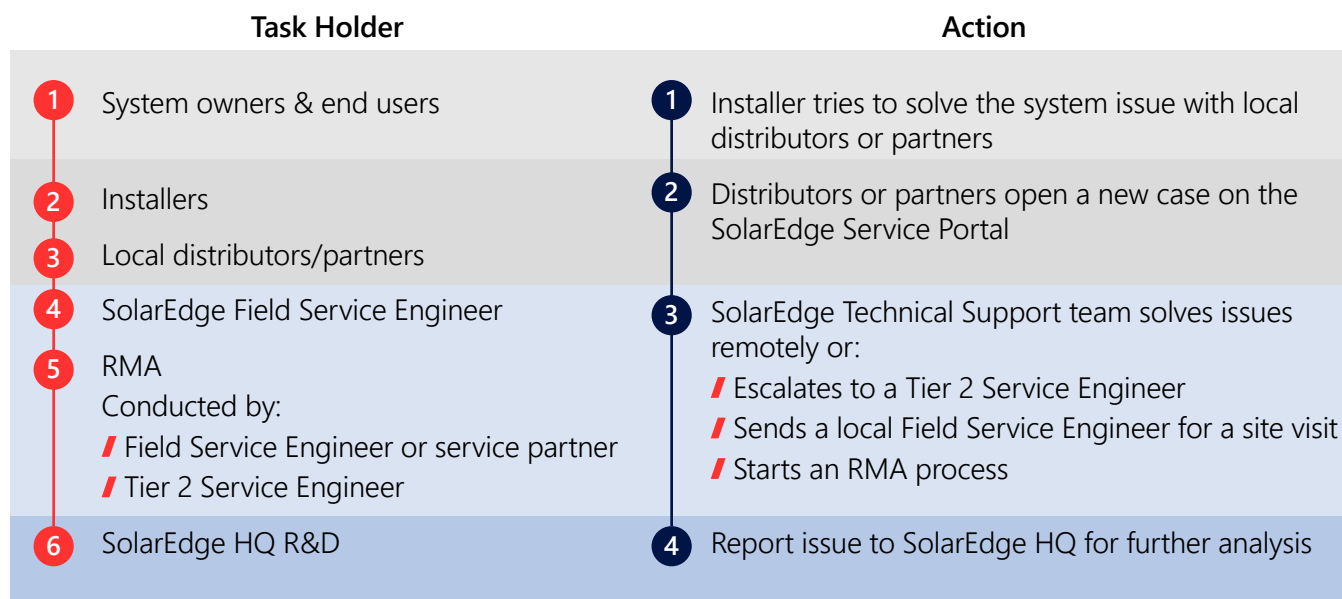 Task Holder
Action
1 System owners & end users
1 Installer tries to solve the system issue with local
distributors or partners
2 Installers
3 Local distributors/partners
2 Distributors or partners open a new case on the
SolarEdge Service Portal
4 SolarEdge Field Service Engineer
5 RMA
Conducted by:
Field Service Engineer or service partner
Tier 2 Service Engineer
3 SolarEdge Technical Support team solves issues
remotely or:
Escalates to a Tier 2 Service Engineer
Sends a local Field Service Engineer for a site visit
Starts an RMA process
6 SolarEdge HQ R&D
4 Report issue to SolarEdge HQ for further analysis